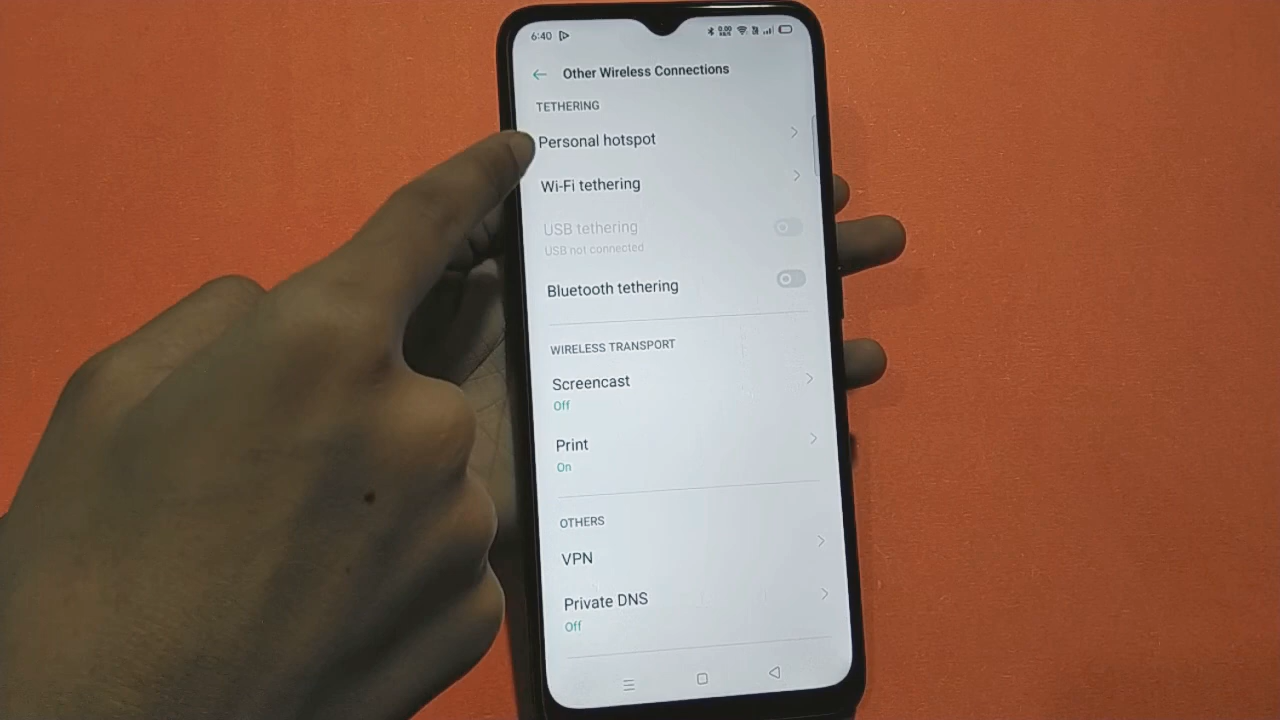 6:40
Other Wireless Connections
TETHERING
Personal hotspot
Wi-Fi tethering
USB tethering
USB not connected
Bluetooth tethering
WIRELESS TRANSPORT
Screencast
Off
Print
On
OTHERS
VPN
Private DNS
Off